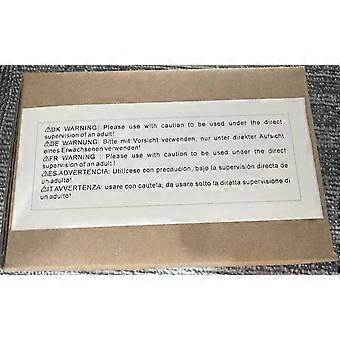 ⚠UK WARNING: Please use with caution to be used under the direct
supervision of an adult!
⚠DE WARNUNG: Bitte mit Vorsicht verwenden, nur unter direkter Aufsicht
eines Erwachsenen verwenden!
⚠FR WARNING : Please use with caution to be used under the direct
supervision of an adult !
⚠ES.ADVERTENCIA: Utilícese con precaucion, bajo la supervisión directa de
un adulto!
⚠IT AVVERTENZA: usare con cautela, da usare sotto la diretta supervisione di
un adulto!